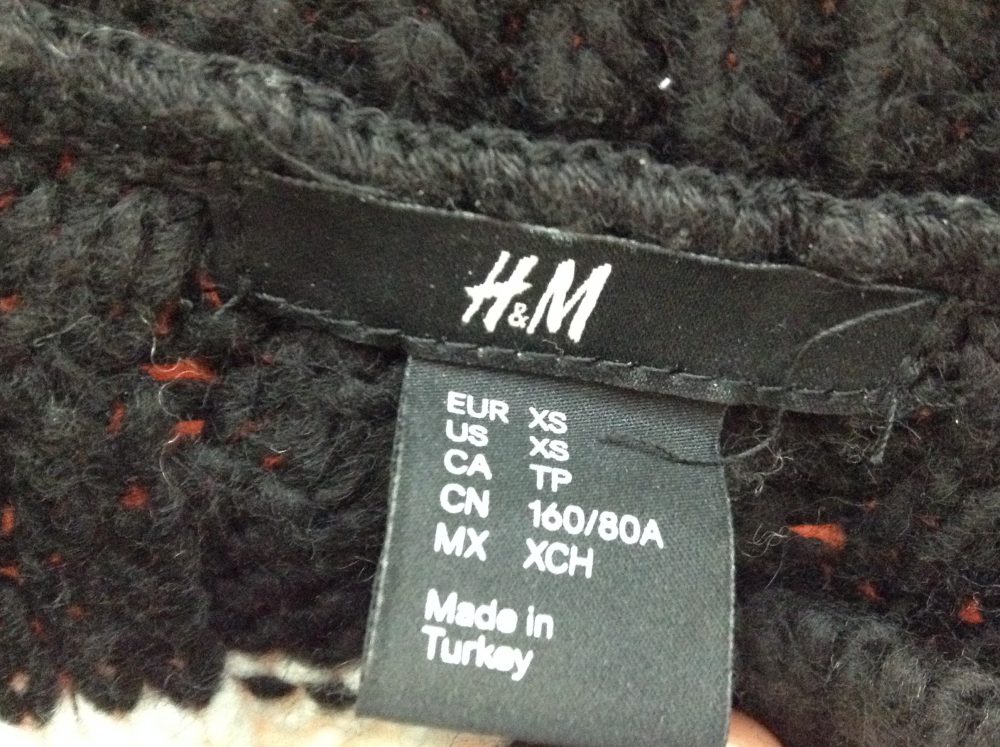 H&M
EUR XS
US XS
CA TP
CN 160/80A
MX XCH
Made in
Turkey